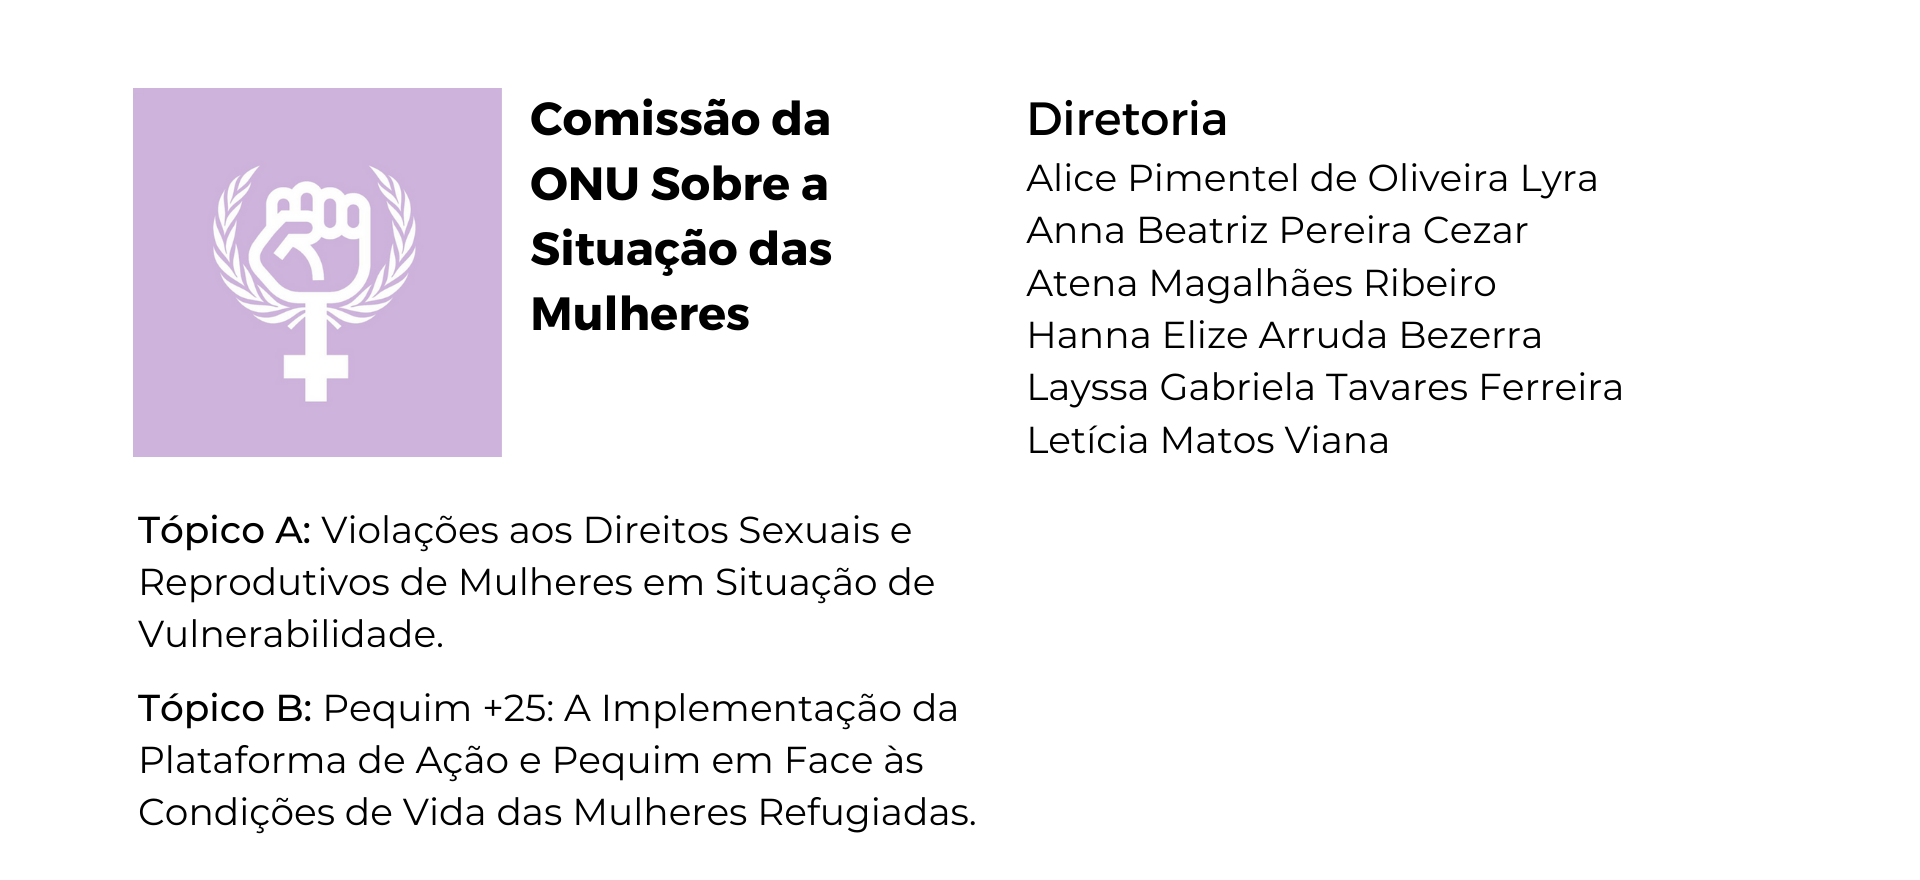 Comissão da
ONU Sobre a
Situação das
Mulheres
Diretoria
Alice Pimentel de Oliveira Lyra
Anna Beatriz Pereira Cezar
Atena Magalhães Ribeiro
Hanna Elize Arruda Bezerra
Layssa Gabriela Tavares Ferreira
Letícia Matos Viana
Tópico A: Violações aos Direitos Sexuais e
Reprodutivos de Mulheres em Situação de
Vulnerabilidade.
Tópico B: Pequim +25: A Implementação da
Plataforma de Ação e Pequim em Face às
Condições de Vida das Mulheres Refugiadas.